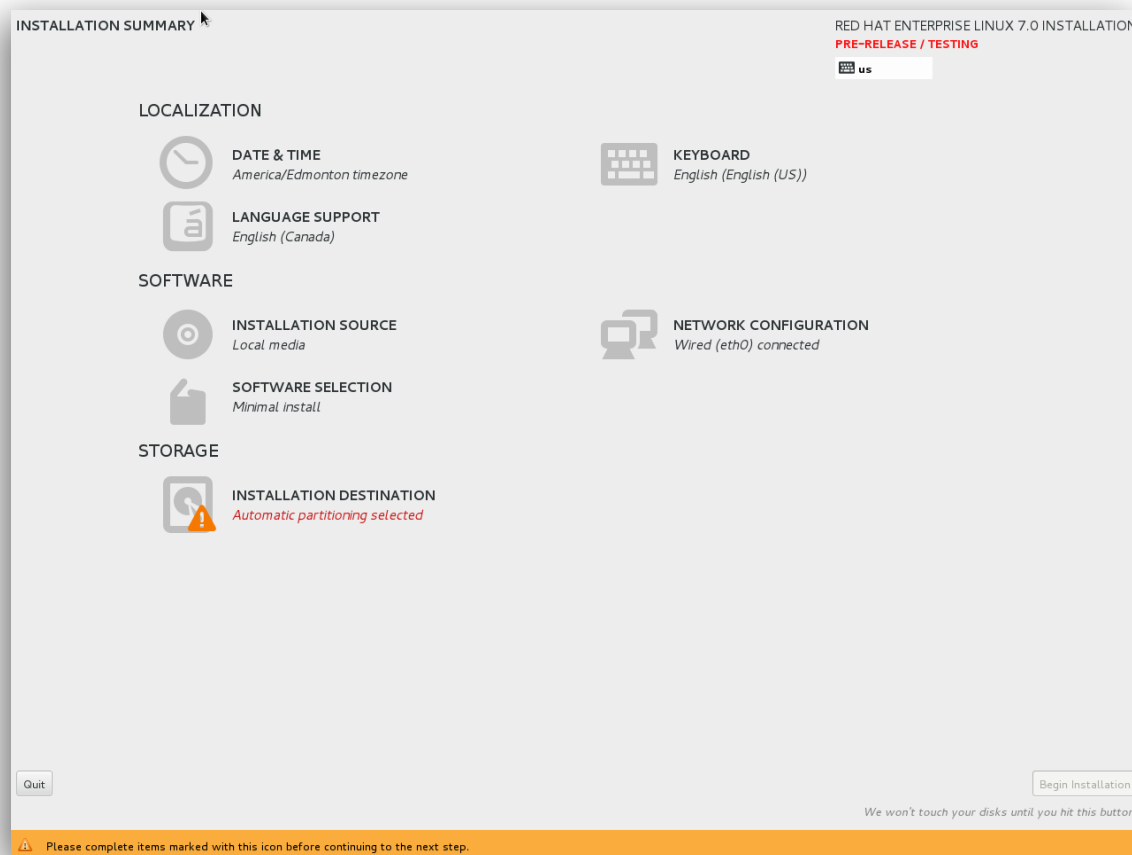 INSTALLATION SUMMARY
RED HAT ENTERPRISE LINUX 7.0 INSTALLATION
PRE-RELEASE / TESTING
us
LOCALIZATION
DATE & TIME
America/Edmonton timezone
KEYBOARD
English (English (US))
LANGUAGE SUPPORT
English (Canada)
SOFTWARE
INSTALLATION SOURCE
Local media
NETWORK CONFIGURATION
Wired (eth0) connected
SOFTWARE SELECTION
Minimal install
STORAGE
INSTALLATION DESTINATION
Automatic partitioning selected
Quit
Begin Installation
We won't touch your disks until you hit this button
Please complete items marked with this icon before continuing to the next step.